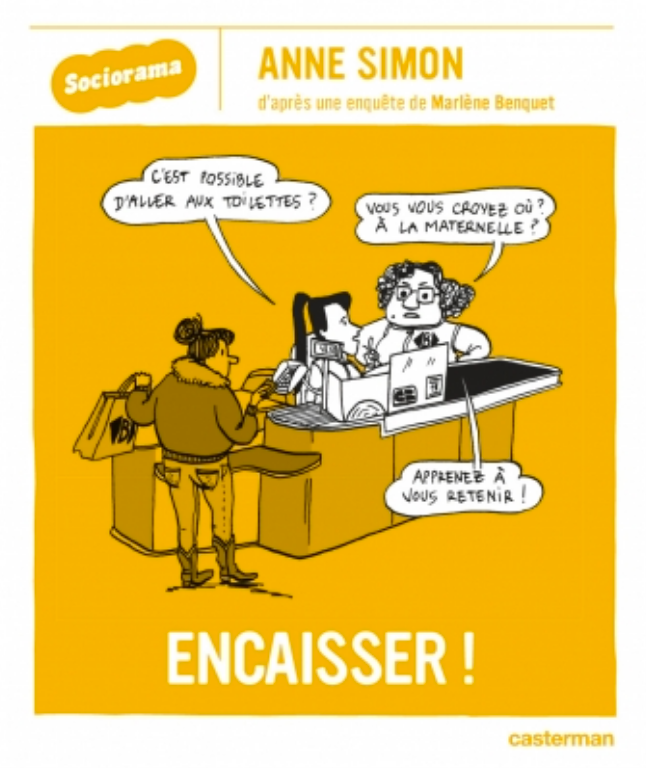 Sociorama
ANNE SIMON
d'après une enquête de Marlène Benquet
C'EST POSSIBLE
D'ALLER AUX TOILETTES ?
VOUS VOUS CROYEZ OÙ ?
À LA MATERNELLE ?
APPRENEZ À
VOUS RETENIR !
ENCAISSER !
casterman